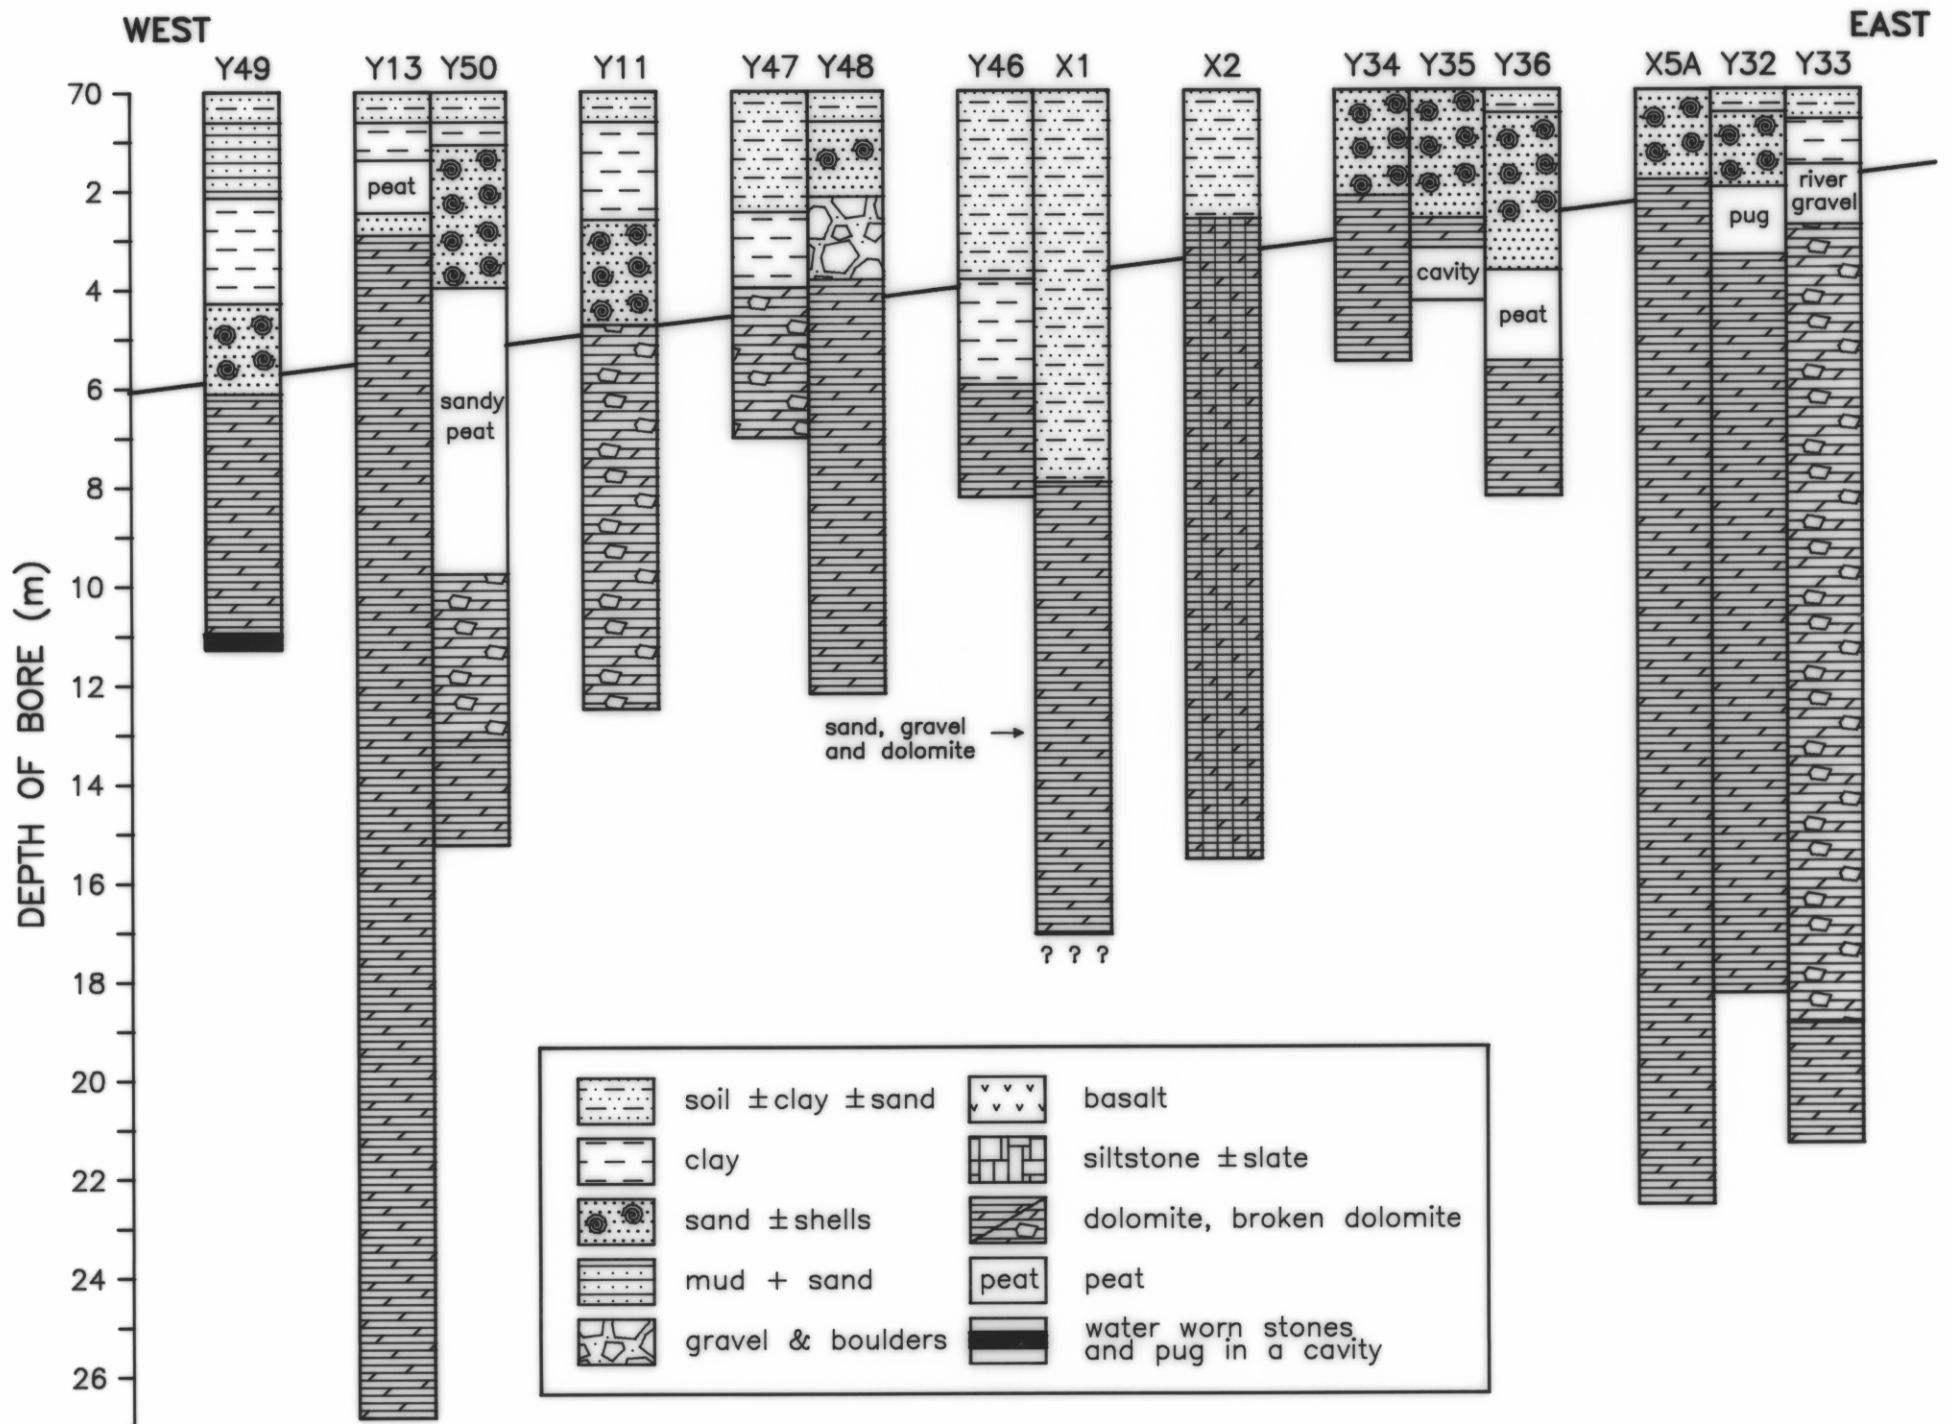 WEST
EAST
Y49 Y13 Y50 Y11 Y47 Y48 Y46 X1 X2 Y34 Y35 Y36 X5A Y32 Y33
70
2
4
6
8
10
12
14
16
18
20
22
24
26
DEPTH OF BORE (m)
peat
sandy
peat
cavity
peat
pug
river
gravel
sand, gravel
and dolomite
? ? ?
soil ±clay ±sand
clay
sand ±shells
mud + sand
gravel & boulders
basalt
siltstone ±slate
dolomite, broken dolomite
peat peat
water worn stones
and pug in a cavity